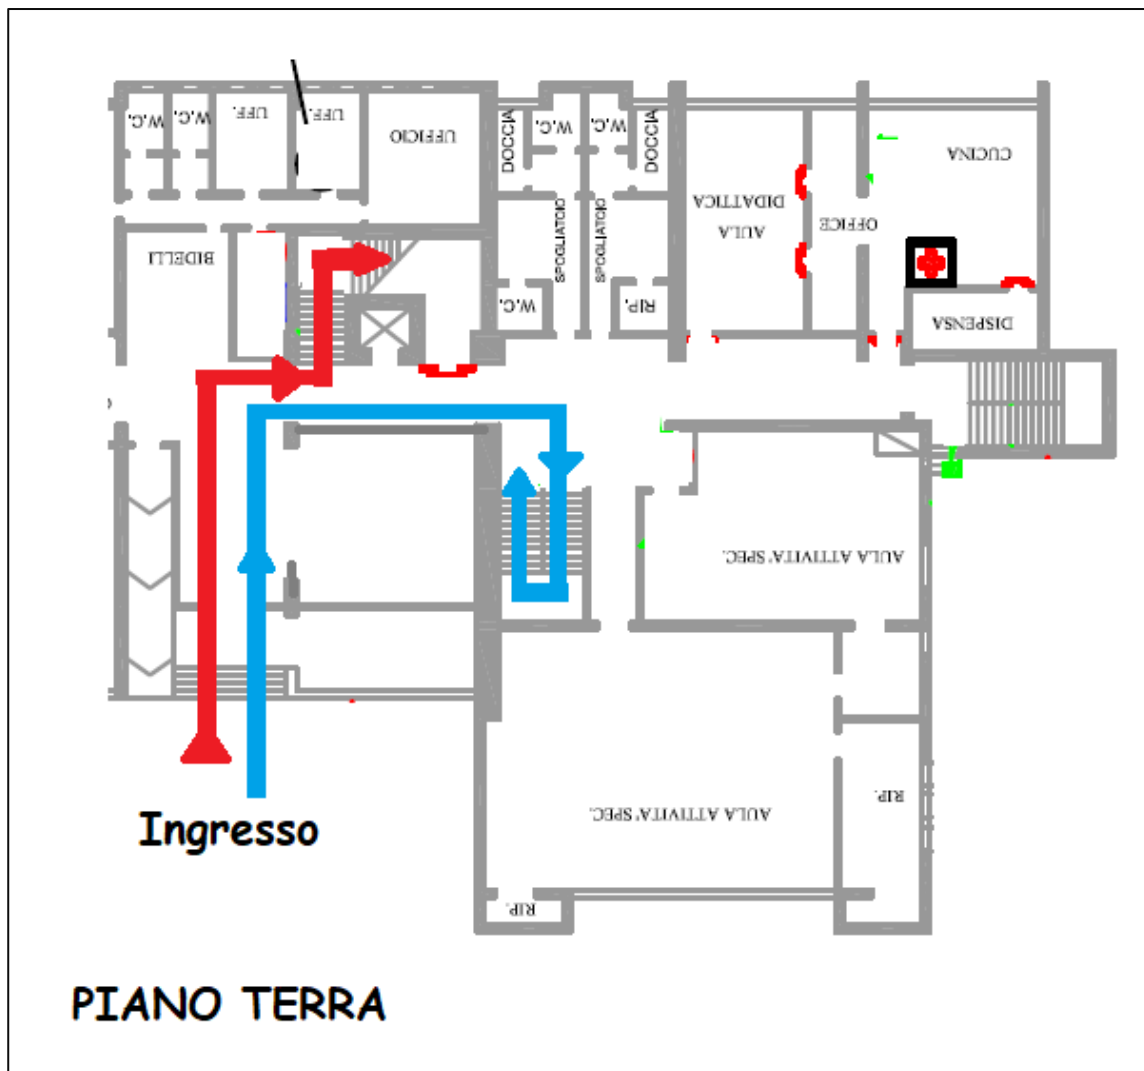 W.C.
W.C.
UFF.
UFF.
UFFICIO
DOCCIA
W.C.
W.C.
DOCCIA
CUCINA
BIDELLI
SPOGLIATOIO
SPOGLIATOIO
AULA
DIDATTICA
OFFICE
W.C.
RIP.
DISPENSA
AULA ATTIVITA' SPEC.
AULA ATTIVITA' SPEC.
RIP.
RIP.
Ingresso
PIANO TERRA